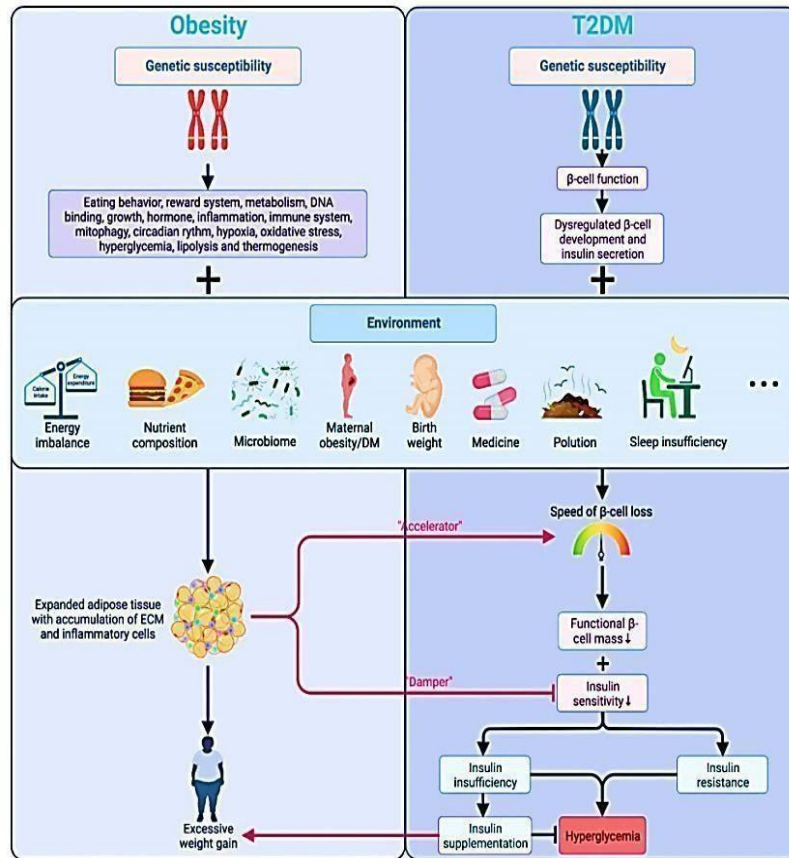 Obesity
T2DM
Genetic susceptibility
Genetic susceptibility
Eating behavior, reward system, metabolism, DNA
binding, growth, hormone, inflammation, immune system,
mitophagy, circadian rythm, hypoxia, oxidative stress,
hyperglycemia, lipolysis and thermogenesis
β-cell function
Dysregulated β-cell
development and
insulin secretion
+
+
Environment
Calorie
intake
Energy
expenditure
Energy
imbalance
Nutrient
composition
Microbiome
Maternal
obesity/DM
Birth
weight
Medicine
Polution
Sleep insufficiency
...
Speed of β-cell loss
"Accelerator"
Expanded adipose tissue
with accumulation of ECM
and inflammatory cells
Functional β-
cell mass↓
+
"Damper"
Insulin
sensitivity↓
Insulin
insufficiency
Insulin
resistance
Excessive
weight gain
Insulin
supplementation
Hyperglycemia